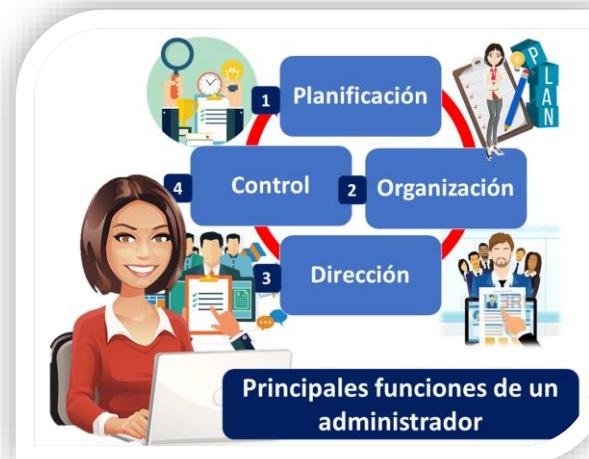 1 Planificación
PLAN
4 Control
2 Organización
3 Dirección
Principales funciones de un
administrador